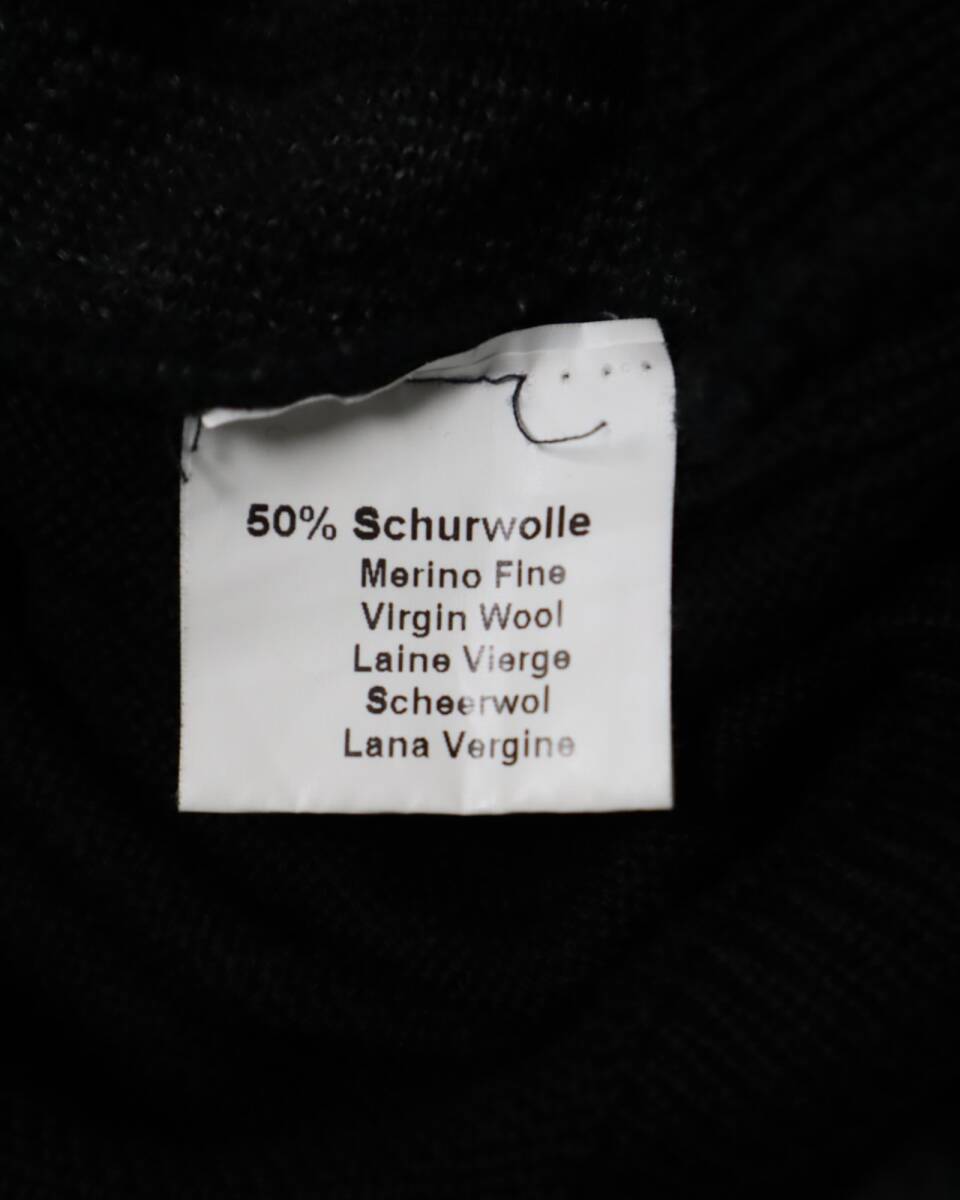 50% Schurwolle
Merino Fine
Virgin Wool
Laine Vierge
Scheerwol
Lana Vergine